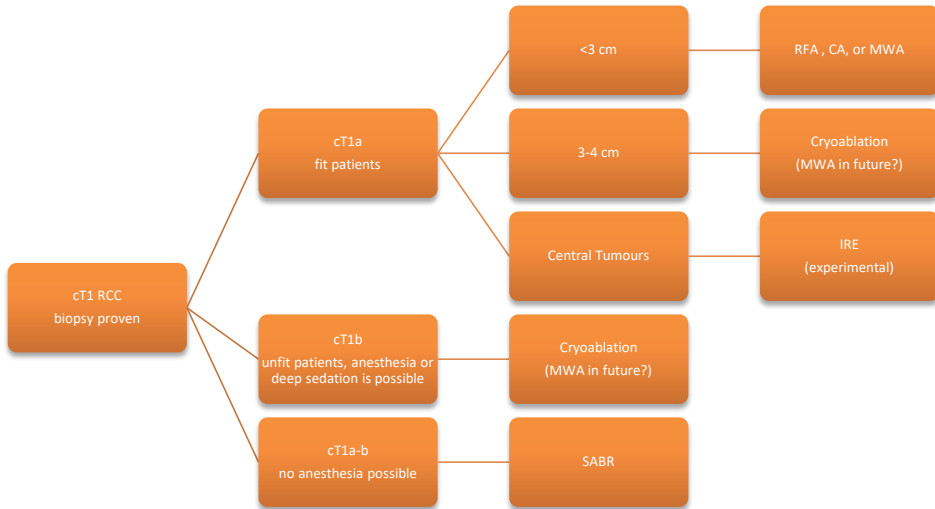 cT1 RCC
biopsy proven
cT1a
fit patients
<3 cm
RFA , CA, or MWA
3-4 cm
Cryoablation
(MWA in future?)
Central Tumours
IRE
(experimental)
cT1b
unfit patients, anesthesia or
deep sedation is possible
Cryoablation
(MWA in future?)
cT1a-b
no anesthesia possible
SABR